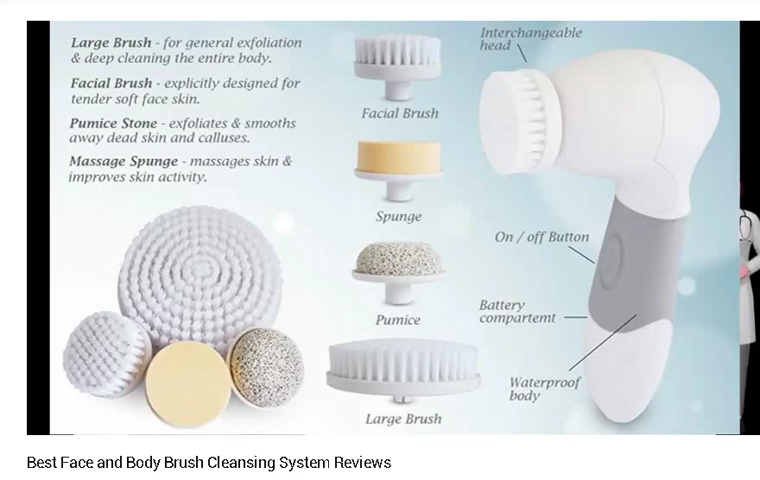 Large Brush - for general exfoliation
& deep cleaning the entire body.
Facial Brush - explicitly designed for
tender soft face skin.
Pumice Stone - exfoliates & smooths
away dead skin and calluses.
Massage Spunge - massages skin &
improves skin activity.
Facial Brush
Spunge
Pumice
Large Brush
Interchangeable
head
On / off Button
Battery
compartemt
Waterproof
body
Best Face and Body Brush Cleansing System Reviews